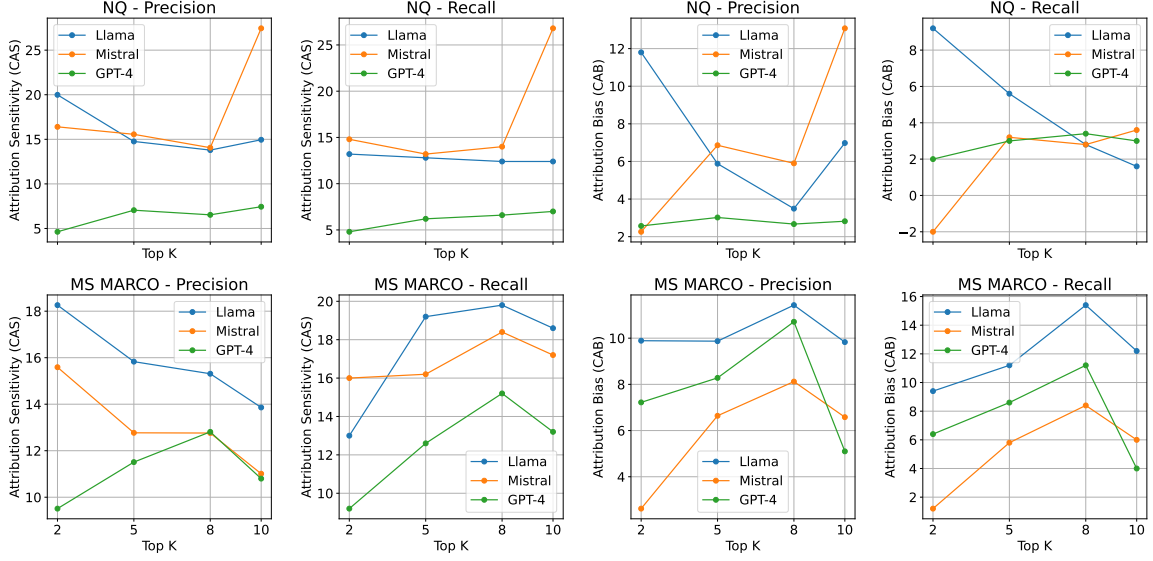 NQ - Precision
Attribution Sensitivity (CAS)
25
20
15
10
5
Llama
Mistral
GPT-4
Top K
NQ - Recall
Attribution Sensitivity (CAS)
25
20
15
10
5
Llama
Mistral
GPT-4
Top K
NQ - Precision
Attribution Bias (CAB)
12
10
8
6
4
2
Llama
Mistral
GPT-4
Top K
NQ - Recall
Attribution Bias (CAB)
8
6
4
2
0
−2
Llama
Mistral
GPT-4
Top K
MS MARCO - Precision
Attribution Sensitivity (CAS)
18
16
14
12
10
Llama
Mistral
GPT-4
2 5 8 10
Top K
MS MARCO - Recall
Attribution Sensitivity (CAS)
20
18
16
14
12
10
Llama
Mistral
GPT-4
2 5 8 10
Top K
MS MARCO - Precision
Attribution Bias (CAB)
10
8
6
4
Llama
Mistral
GPT-4
2 5 8 10
Top K
MS MARCO - Recall
Attribution Bias (CAB)
16
14
12
10
8
6
4
2
Llama
Mistral
GPT-4
2 5 8 10
Top K